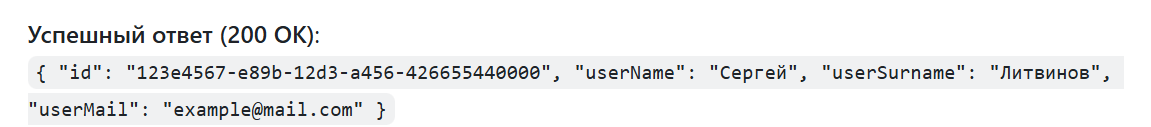 Успешный ответ (200 OK):
{ "id": "123e4567-e89b-12d3-a456-426655440000", "userName": "Сергей", "userSurname": "Литвинов",
"userMail": "example@mail.com" }